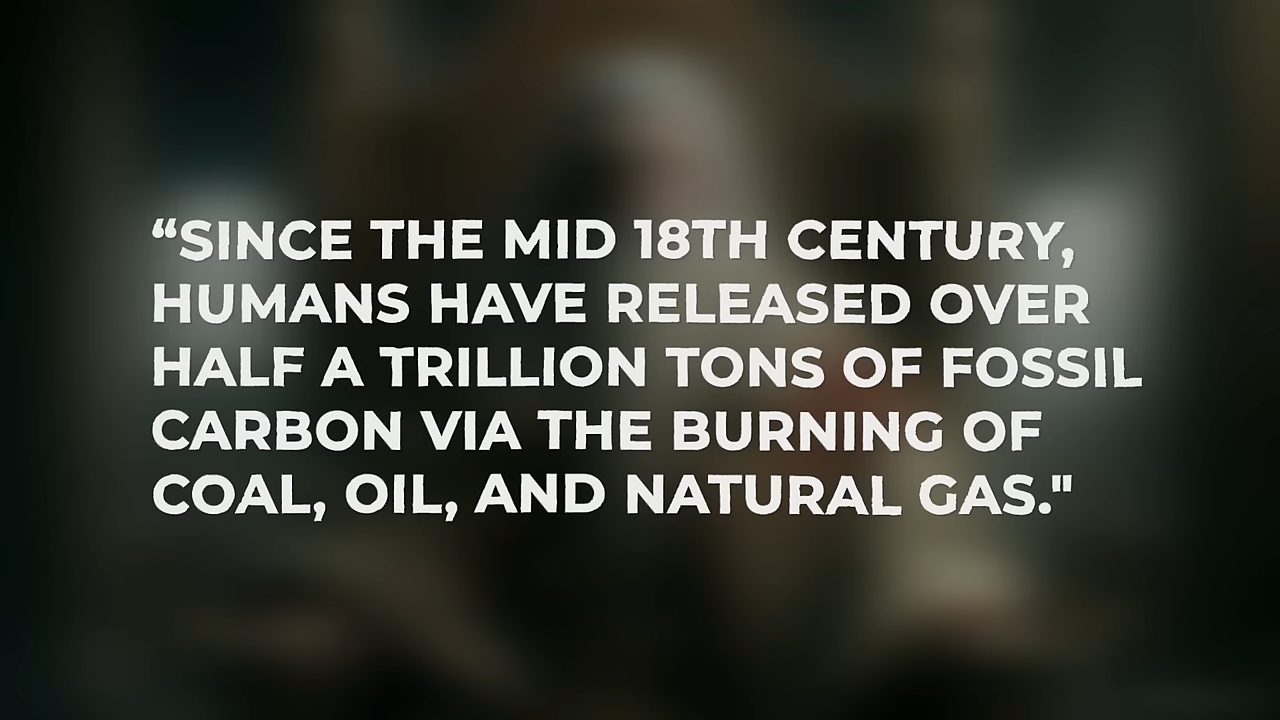 “SINCE THE MID 18TH CENTURY,
HUMANS HAVE RELEASED OVER
HALF A TRILLION TONS OF FOSSIL
CARBON VIA THE BURNING OF
COAL, OIL, AND NATURAL GAS."